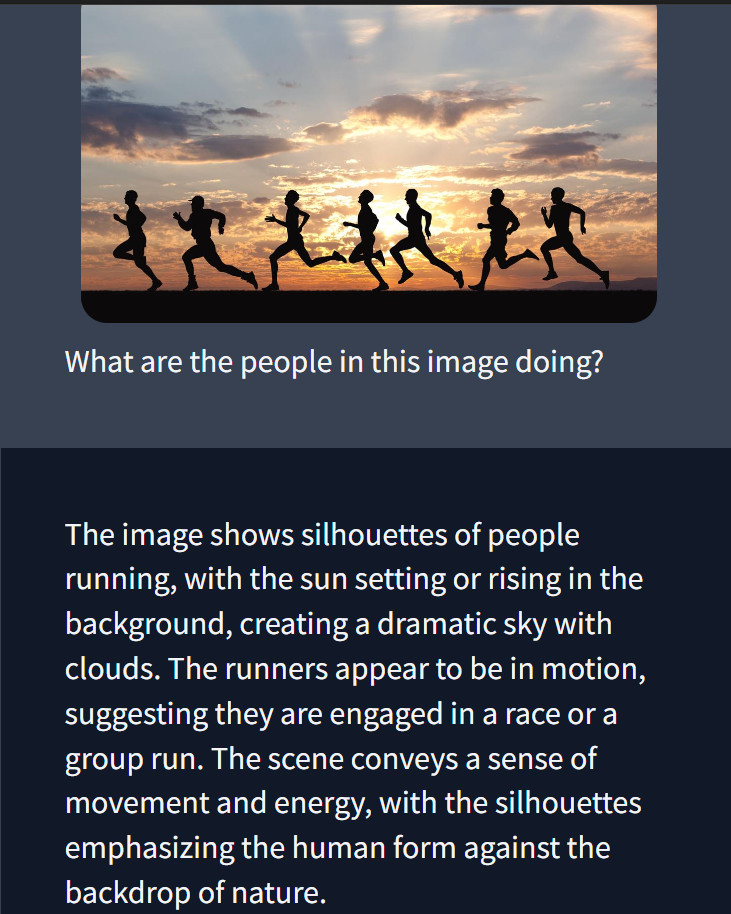 What are the people in this image doing?
The image shows silhouettes of people
running, with the sun setting or rising in the
background, creating a dramatic sky with
clouds. The runners appear to be in motion,
suggesting they are engaged in a race or a
group run. The scene conveys a sense of
movement and energy, with the silhouettes
emphasizing the human form against the
backdrop of nature.